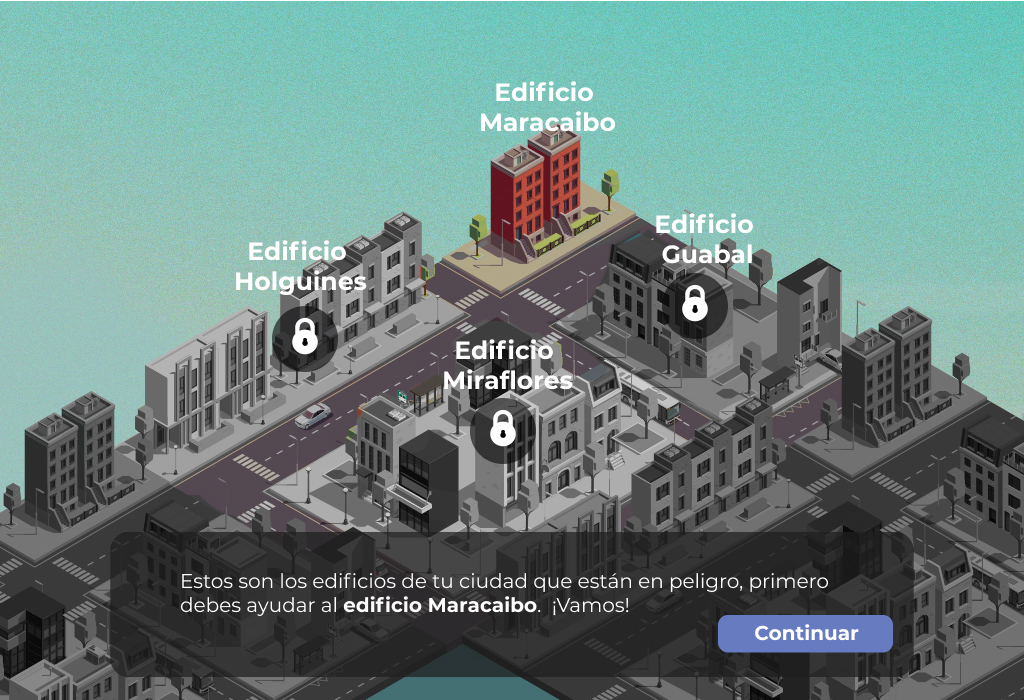 Edificio
Maracaibo
Edificio
Guabal
Edificio
Holguines
Edificio
Miraflores
Estos son los edificios de tu ciudad que están en peligro, primero
debes ayudar al edificio Maracaibo. ¡Vamos!
Continuar